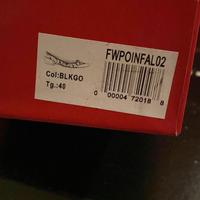 FWPOINFAL02
Col:BLKGO
Tg.:40
0 00004 72018 8